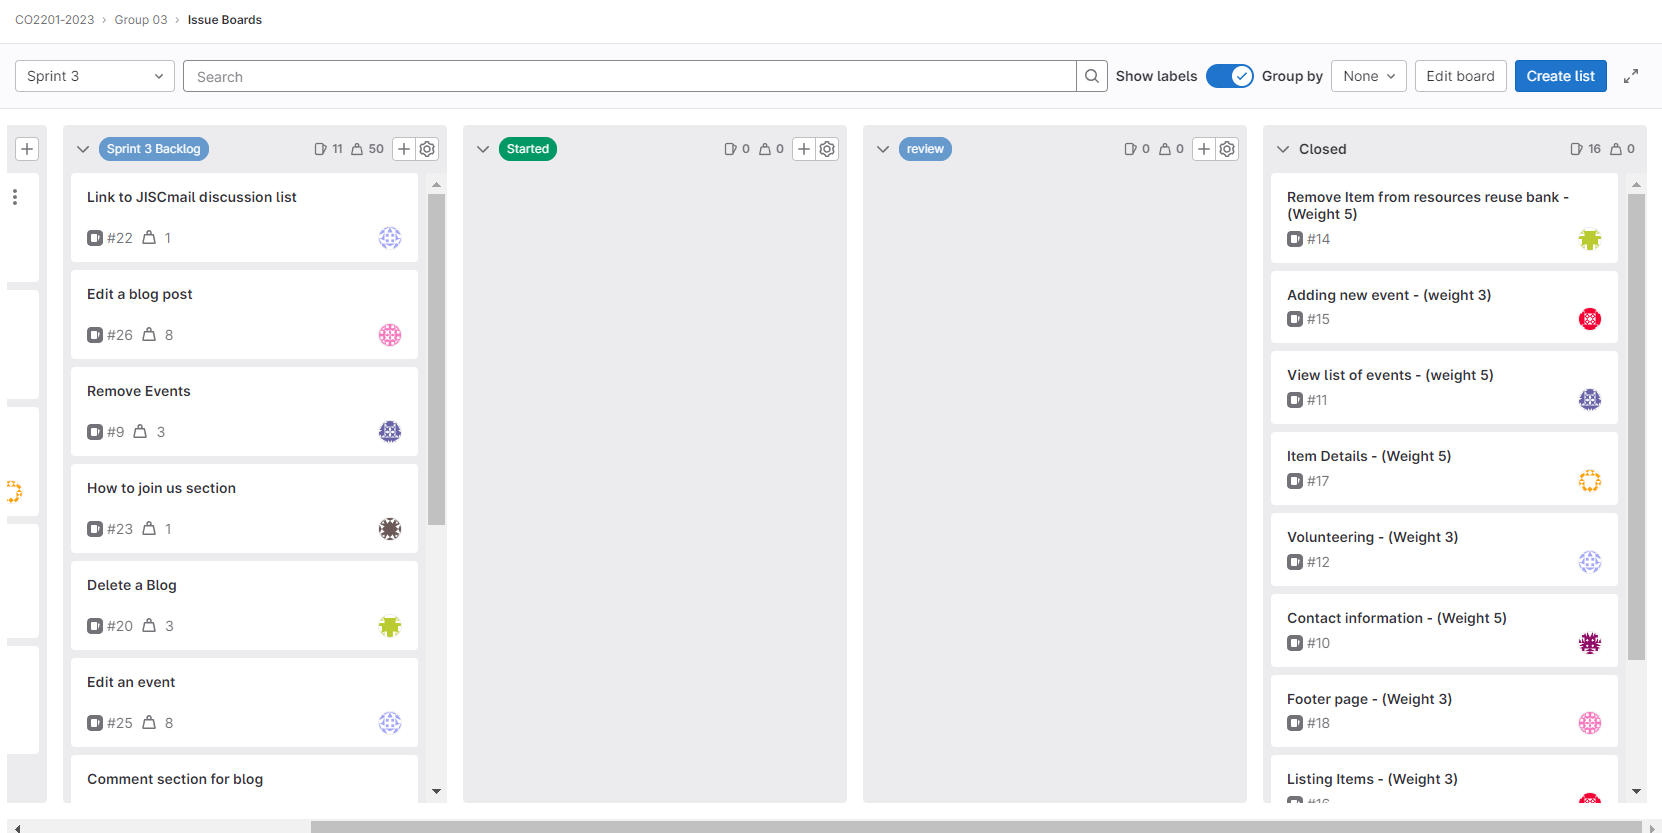 CO2201-2023 › Group 03 › Issue Boards
Sprint 3
Search
Show labels
Group by
None
Edit board
Create list
Sprint 3 Backlog
11
50
Link to JISCmail discussion list
#22 1
Edit a blog post
#26 8
Remove Events
#9 3
How to join us section
#23 1
Delete a Blog
#20 3
Edit an event
#25 8
Comment section for blog
Started
0
0
review
0
0
Closed
16
0
Remove Item from resources reuse bank -
(Weight 5)
#14
Adding new event - (weight 3)
#15
View list of events - (weight 5)
#11
Item Details - (Weight 5)
#17
Volunteering - (Weight 3)
#12
Contact information - (Weight 5)
#10
Footer page - (Weight 3)
#18
Listing Items - (Weight 3)
#16